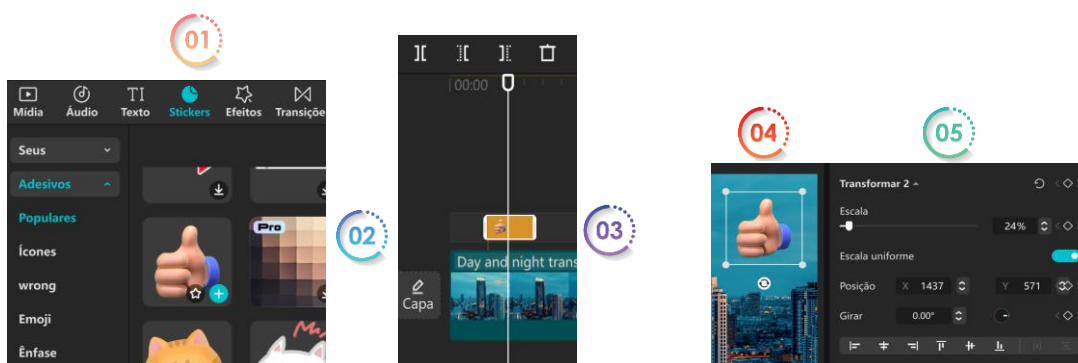 01
Mídia Áudio Texto Stickers Efeitos Transiçõe
Seus
Adesivos
Populares
Ícones
wrong
Emoji
Ênfase
Pro
02
00:00
Day and night trans
Capa
03
04
05
Transformar 2
Escala
24%
Escala uniforme
Posição X 1437 Y 571
Girar 0.00°